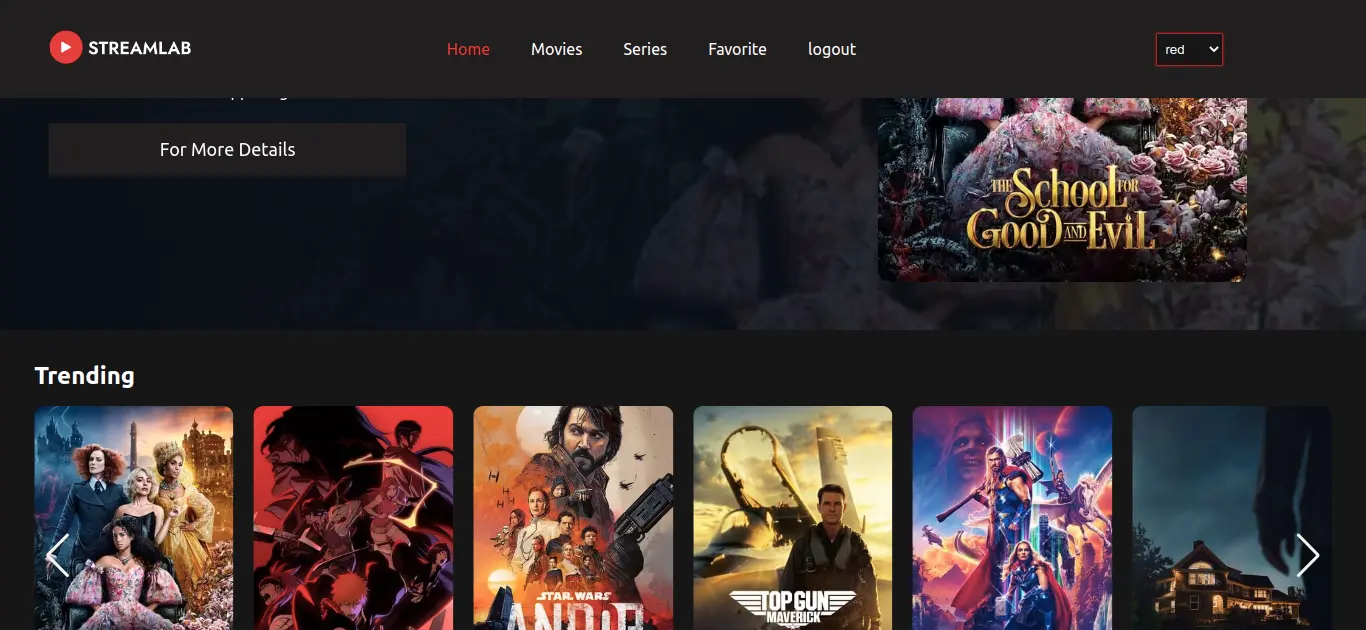 STREAMLAB
Home
Movies
Series
Favorite
logout
red
For More Details
THE SCHOOL FOR
GOOD AND EVIL
Trending
STAR WARS
ANDOR
TOP GUN
MAVERICK